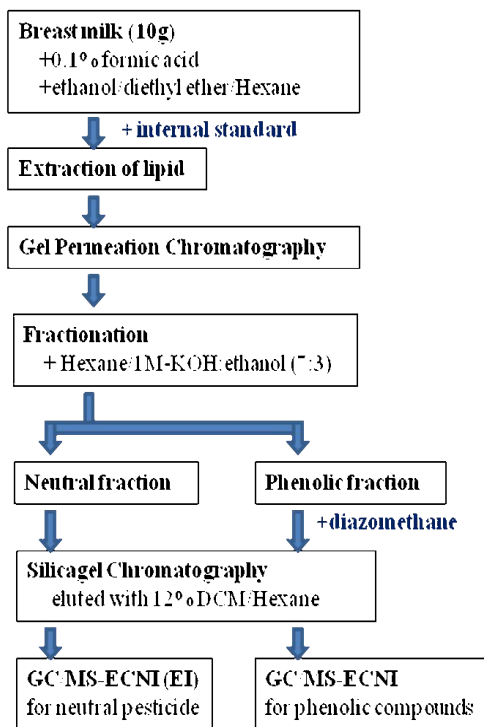 Breast milk (10g)
+0.1% formic acid
+ethanol/diethyl ether/Hexane
+ internal standard
Extraction of lipid
Gel Permeation Chromatography
Fractionation
+ Hexane/1M-KOH:ethanol (7:3)
Neutral fraction
Phenolic fraction
+diazomethane
Silicagel Chromatography
eluted with 12% DCM/Hexane
GC/MS-ECNI (EI)
for neutral pesticide
GC/MS-ECNI
for phenolic compounds